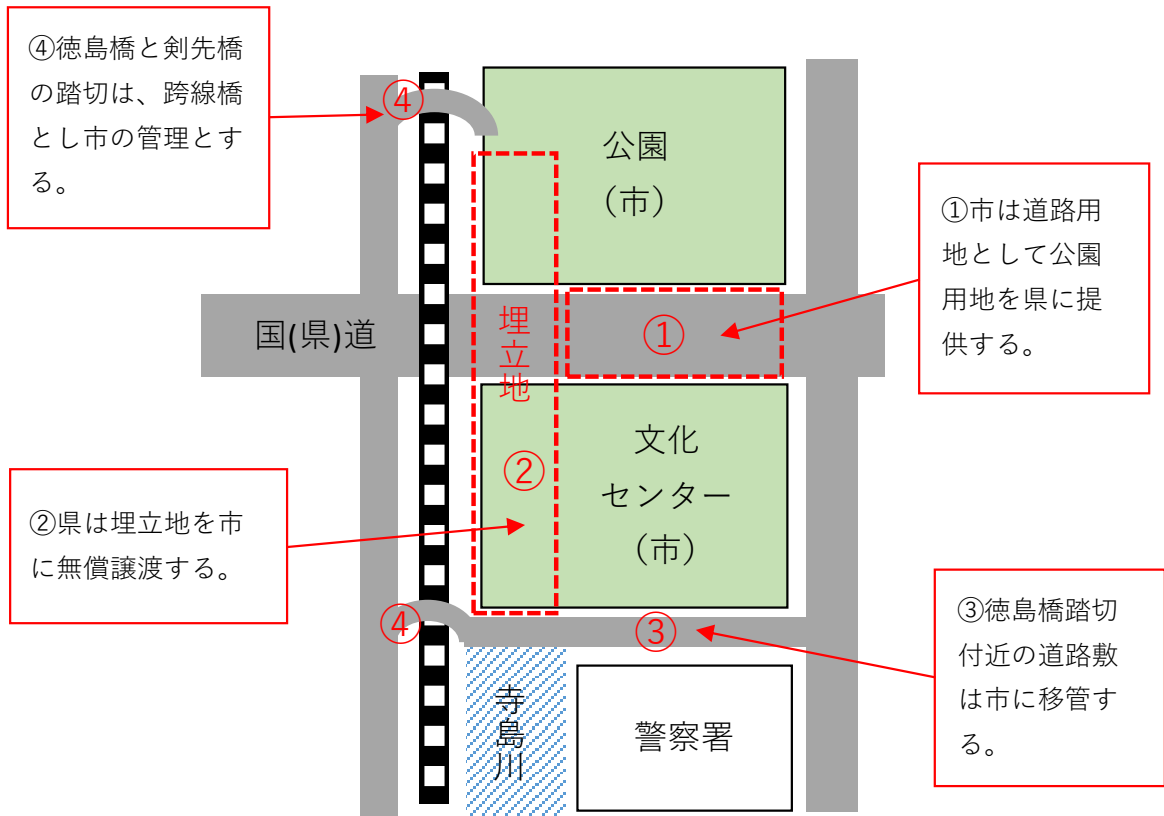 ④徳島橋と剣先橋
の踏切は、跨線橋
とし市の管理とす
る。
④
公園
（市）
①市は道路用
地として公園
用地を県に提
供する。
国(県)道
埋立地
①
②
文化
センター
（市）
②県は埋立地を市
に無償譲渡する。
④
③
③徳島橋踏切
付近の道路敷
は市に移管す
る。
寺島川
警察署